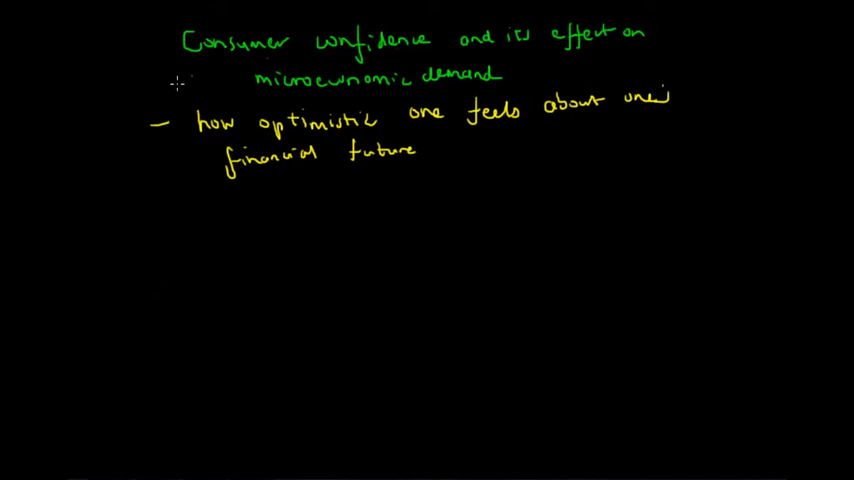 Consumer confidence and its effect on
microeconomic demand
- how optimistic one feels about one's
financial future